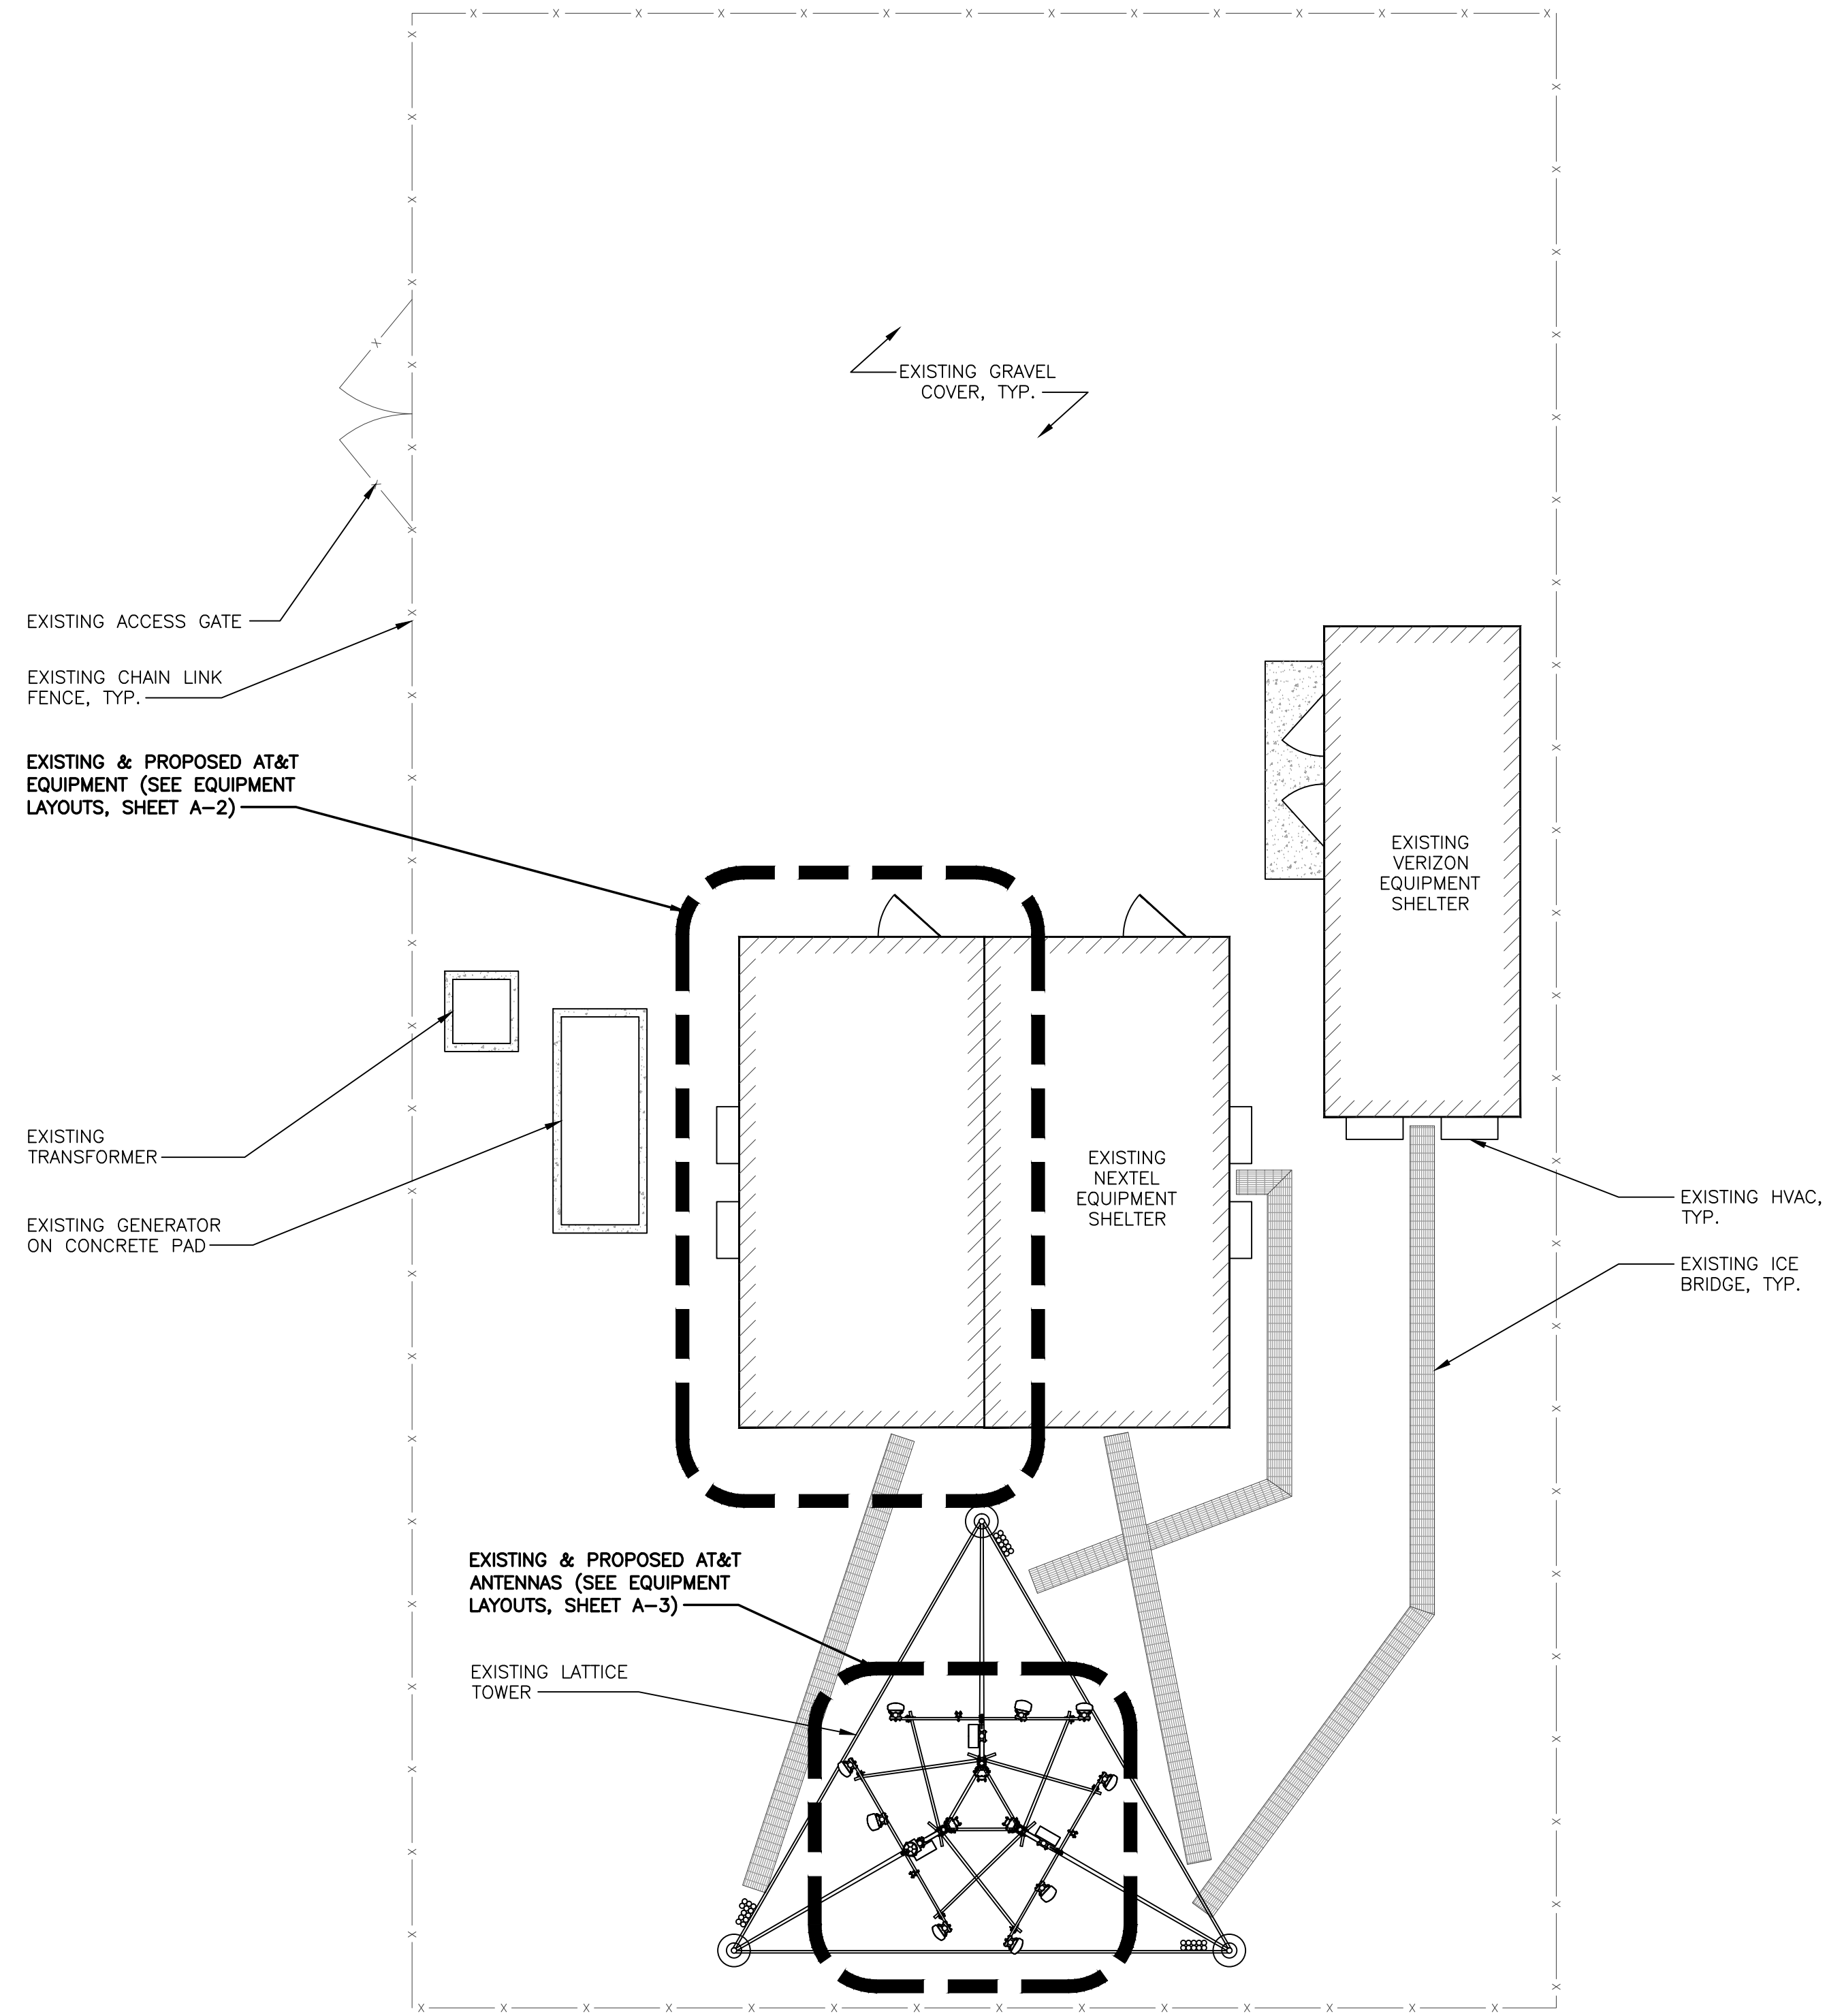 EXISTING GRAVEL
COVER, TYP.
EXISTING ACCESS GATE
EXISTING CHAIN LINK
FENCE, TYP.
EXISTING & PROPOSED AT&T
EQUIPMENT (SEE EQUIPMENT
LAYOUTS, SHEET A-2)
EXISTING
VERIZON
EQUIPMENT
SHELTER
EXISTING
TRANSFORMER
EXISTING GENERATOR
ON CONCRETE PAD
EXISTING
NEXTEL
EQUIPMENT
SHELTER
EXISTING HVAC,
TYP.
EXISTING ICE
BRIDGE, TYP.
EXISTING & PROPOSED AT&T
ANTENNAS (SEE EQUIPMENT
LAYOUTS, SHEET A-3)
EXISTING LATTICE
TOWER